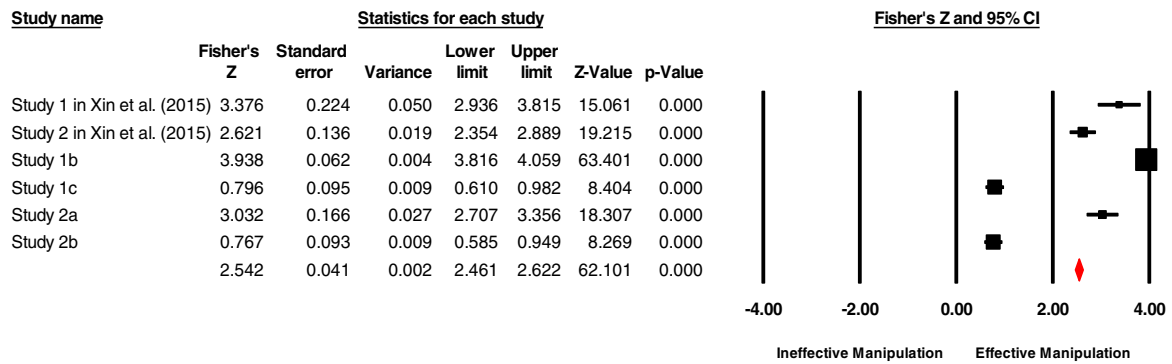 Study name Statistics for each study Fisher's Z and 95% CI
Fisher's Standard Lower Upper
Z error Variance limit limit Z-Value p-Value
Study 1 in Xin et al. (2015) 3.376 0.224 0.050 2.936 3.815 15.061 0.000
Study 2 in Xin et al. (2015) 2.621 0.136 0.019 2.354 2.889 19.215 0.000
Study 1b 3.938 0.062 0.004 3.816 4.059 63.401 0.000
Study 1c 0.796 0.095 0.009 0.610 0.982 8.404 0.000
Study 2a 3.032 0.166 0.027 2.707 3.356 18.307 0.000
Study 2b 0.767 0.093 0.009 0.585 0.949 8.269 0.000
2.542 0.041 0.002 2.461 2.622 62.101 0.000
-4.00 -2.00 0.00 2.00 4.00
Ineffective Manipulation Effective Manipulation